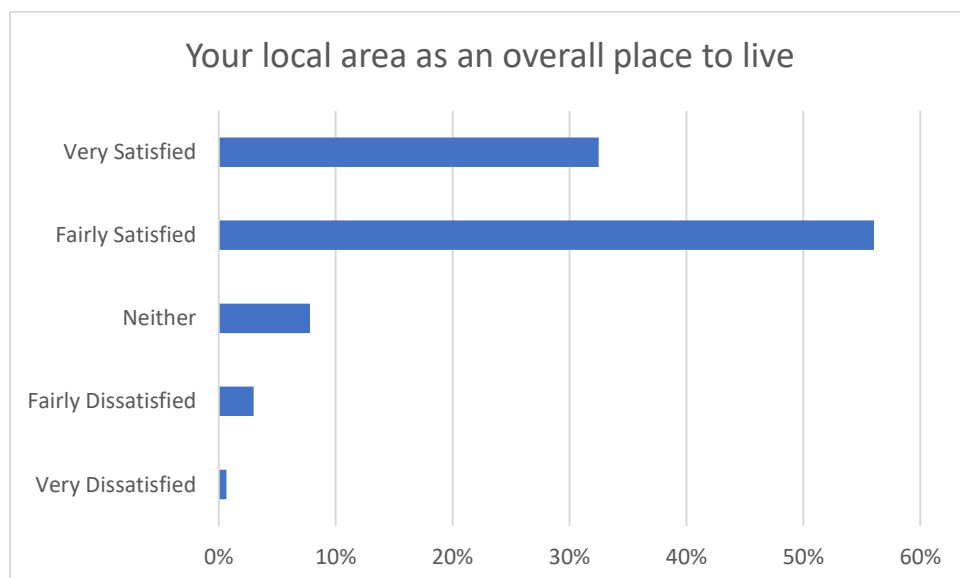 Your local area as an overall place to live
Very Satisfied
Fairly Satisfied
Neither
Fairly Dissatisfied
Very Dissatisfied
0% 10% 20% 30% 40% 50% 60%